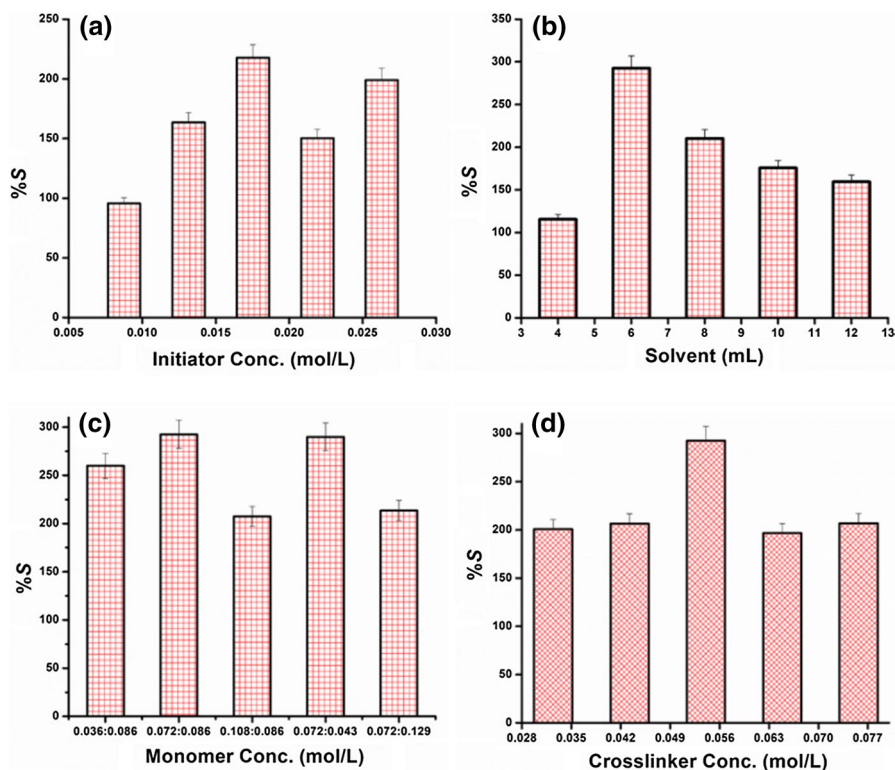 (a)
250
200
150
100
50
0
%S
0.005 0.010 0.015 0.020 0.025 0.030
Initiator Conc. (mol/L)
(b)
350
300
250
200
150
100
50
0
%S
3 4 5 6 7 8 9 10 11 12 13
Solvent (mL)
(c)
300
250
200
150
100
50
0
%S
0.036:0.086 0.072:0.086 0.108:0.086 0.072:0.043 0.072:0.129
Monomer Conc. (mol/L)
(d)
300
250
200
150
100
50
0
%S
0.028 0.035 0.042 0.049 0.056 0.063 0.070 0.077
Crosslinker Conc. (mol/L)